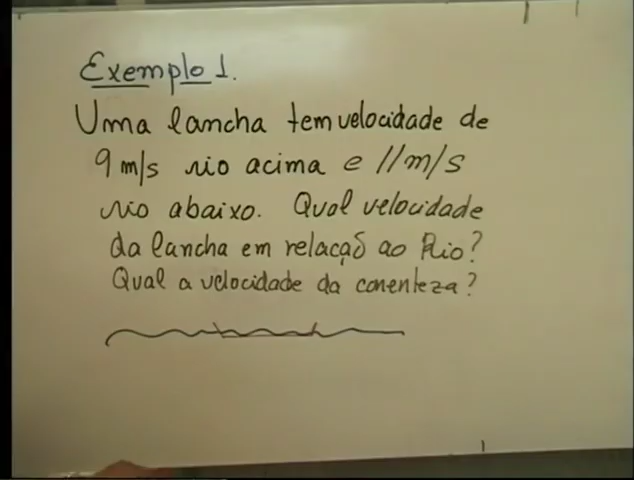 Exemplo 1.
Uma lancha tem velocidade de
9 m/s rio acima e 11 m/s
rio abaixo. Qual velocidade
da lancha em relação ao Rio?
Qual a velocidade da correnteza?